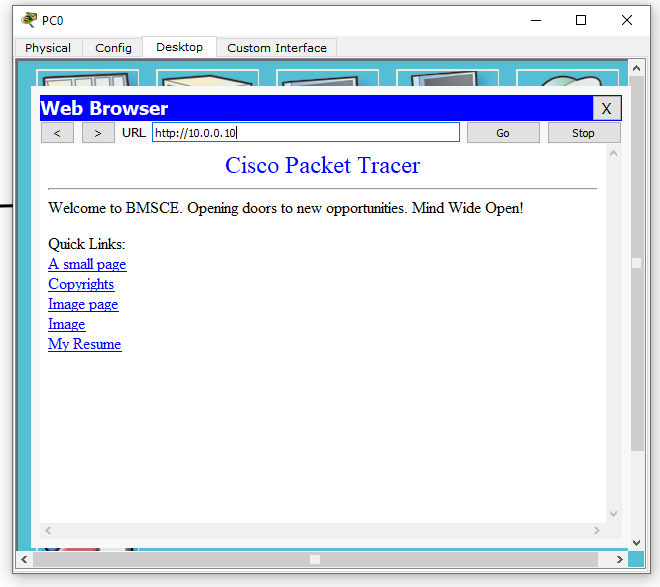 PC0
Physical Config Desktop Custom Interface
Web Browser X
< > URL http://10.0.0.10 Go Stop
Cisco Packet Tracer
Welcome to BMSCE. Opening doors to new opportunities. Mind Wide Open!
Quick Links:
A small page
Copyrights
Image page
Image
My Resume